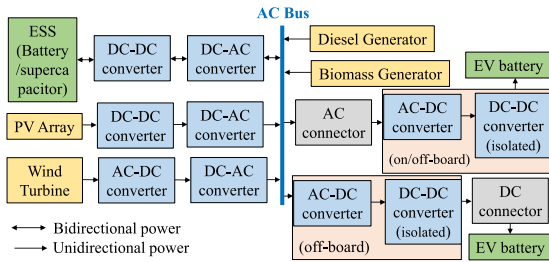 AC Bus
ESS
(Battery
/superca
pacitor)
DC-DC
converter
DC-AC
converter
Diesel Generator
Biomass Generator
EV battery
PV Array
DC-DC
converter
DC-AC
converter
AC
connector
AC-DC
converter
DC-DC
converter
(isolated)
(on/off-board)
Wind
Turbine
AC-DC
converter
DC-AC
converter
AC-DC
converter
DC-DC
converter
(isolated)
(off-board)
DC
connector
EV battery
Bidirectional power
Unidirectional power